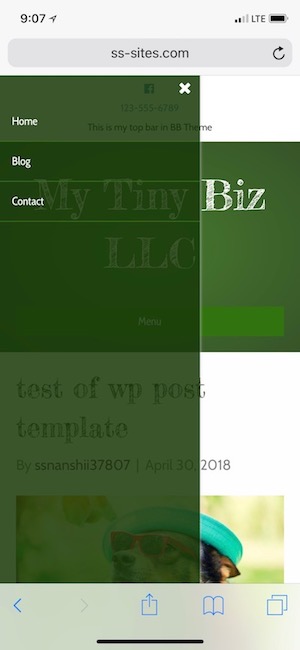 9:07
LTE
ss-sites.com
123-555-6789
This is my top bar in BB Theme
Home
Blog
Contact
My Tiny Biz
LLC
Menu
test of wp post
template
By ssnanshii37807 | April 30, 2018